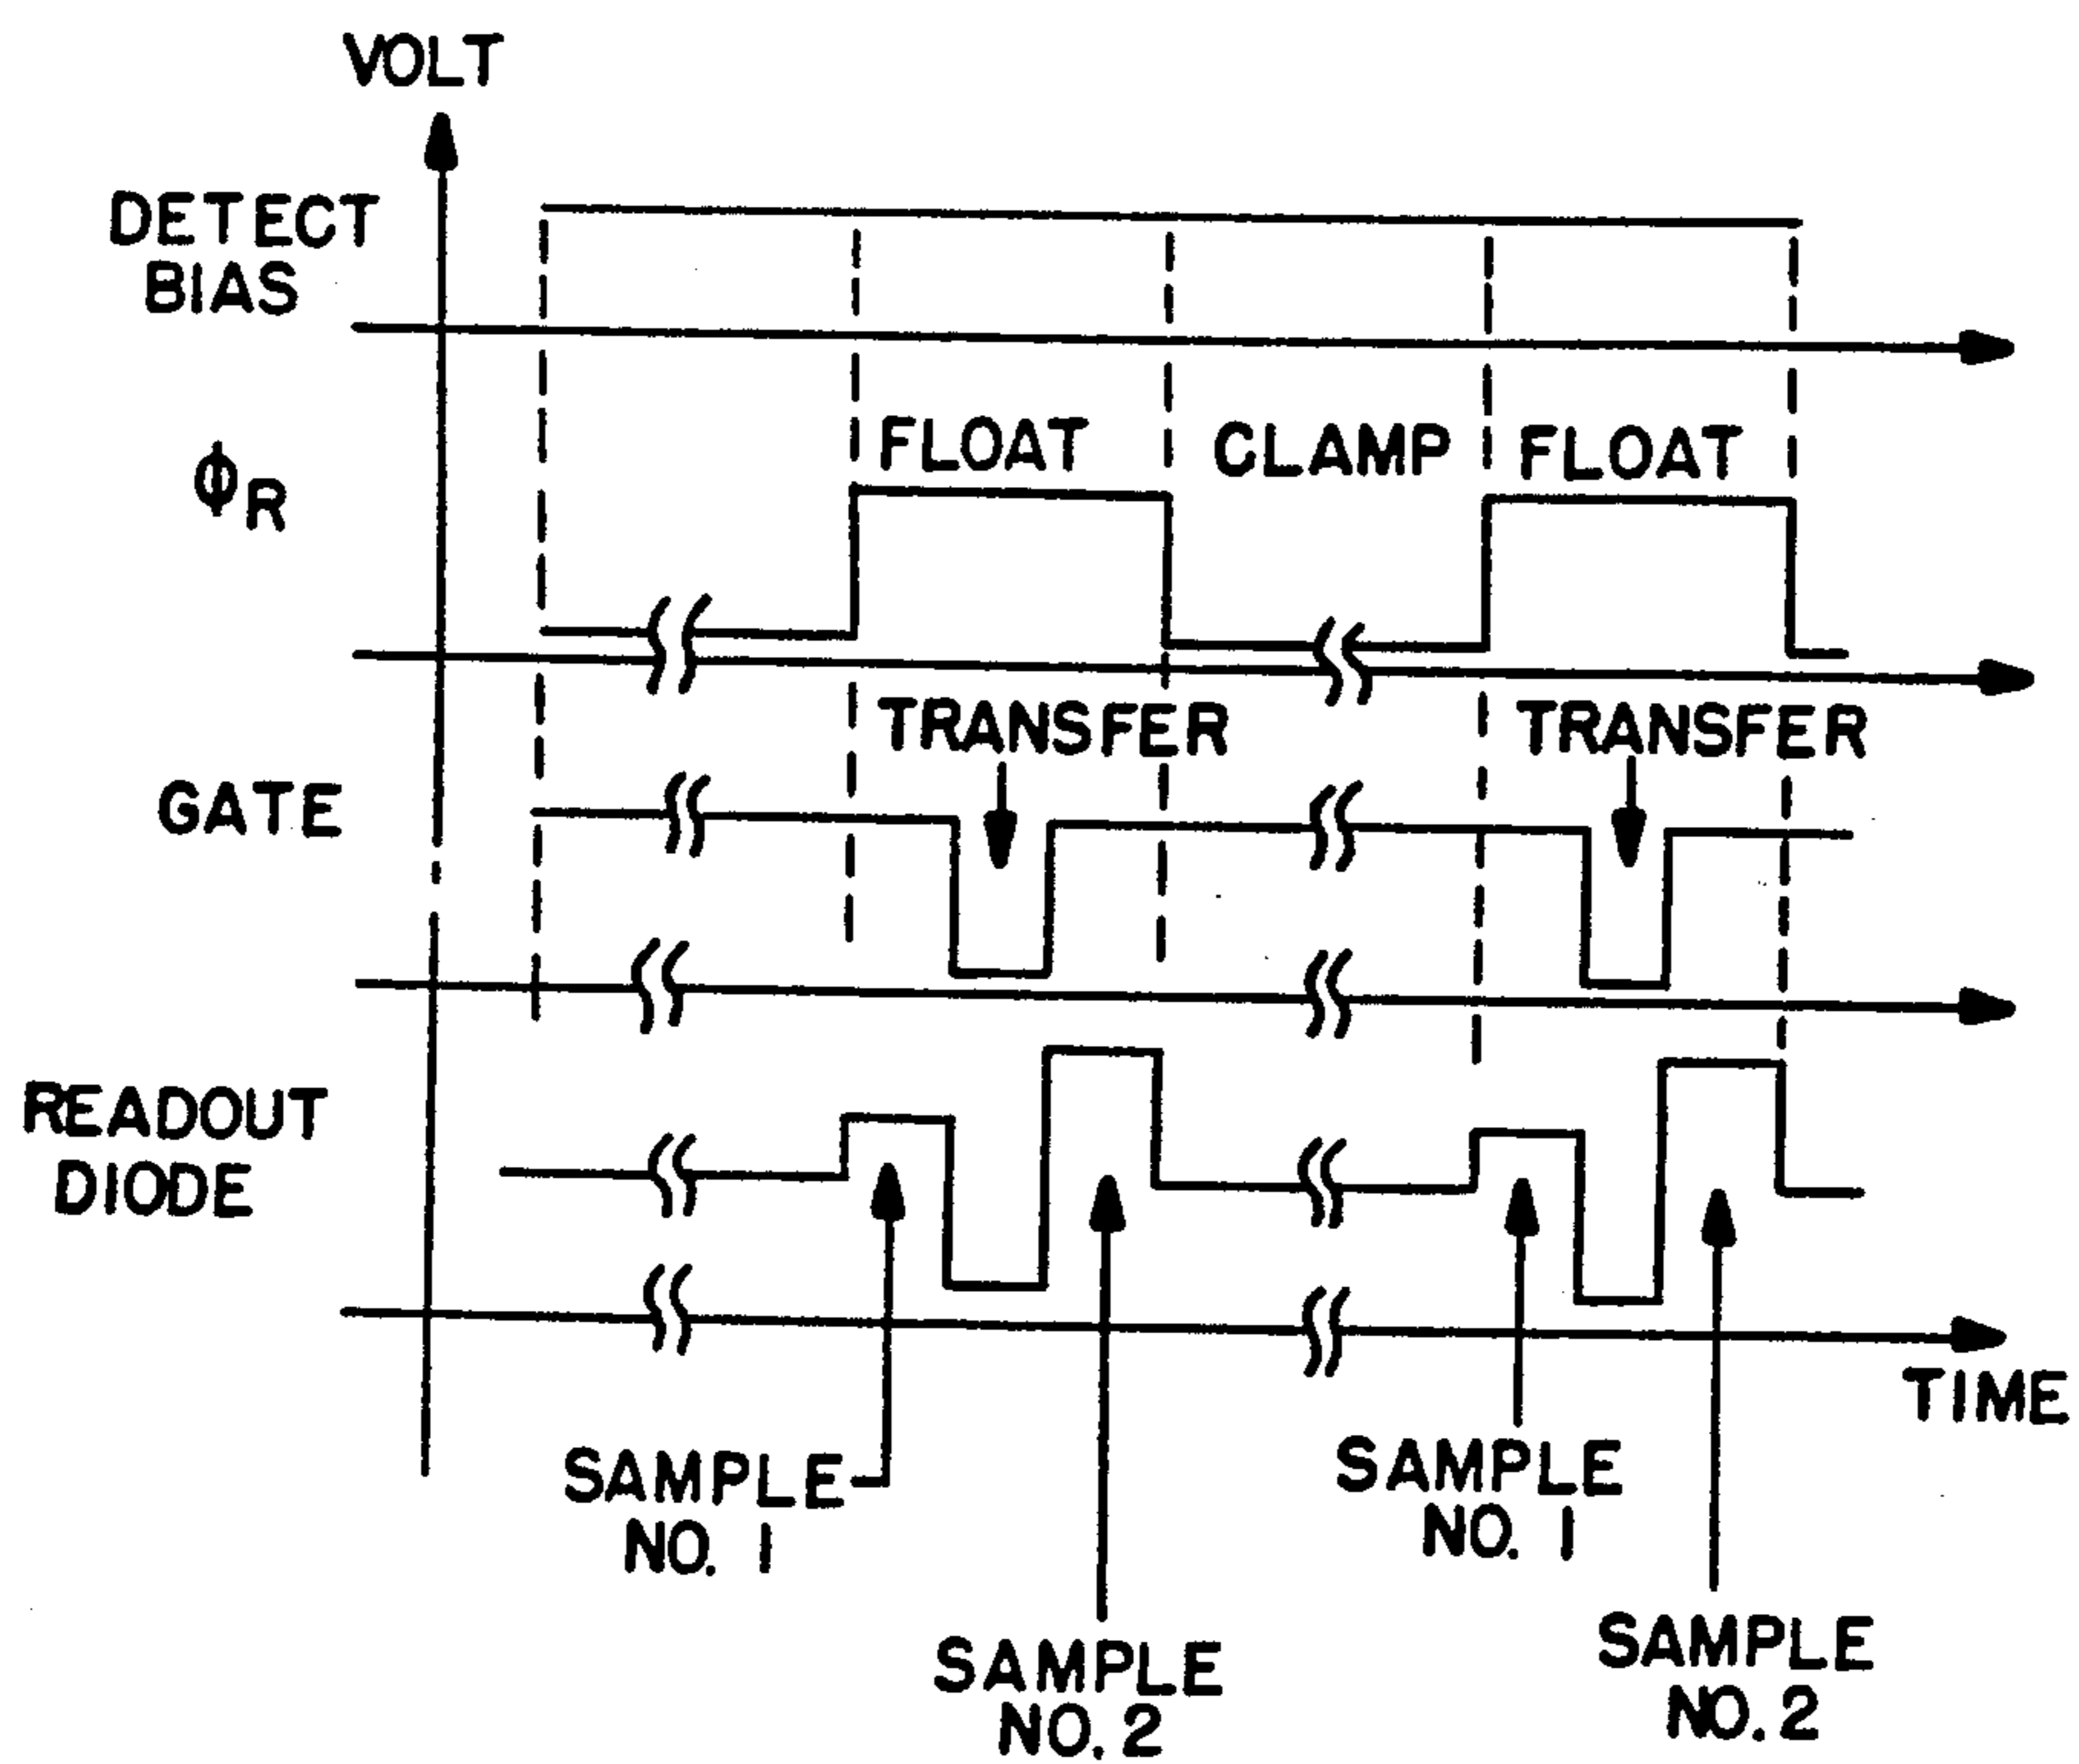 VOLT
DETECT
BIAS
FLOAT
CLAMP
FLOAT
ΦR
TRANSFER
TRANSFER
GATE
READOUT
DIODE
TIME
SAMPLE
NO. 1
SAMPLE
NO. 1
SAMPLE
NO. 2
SAMPLE
NO. 2